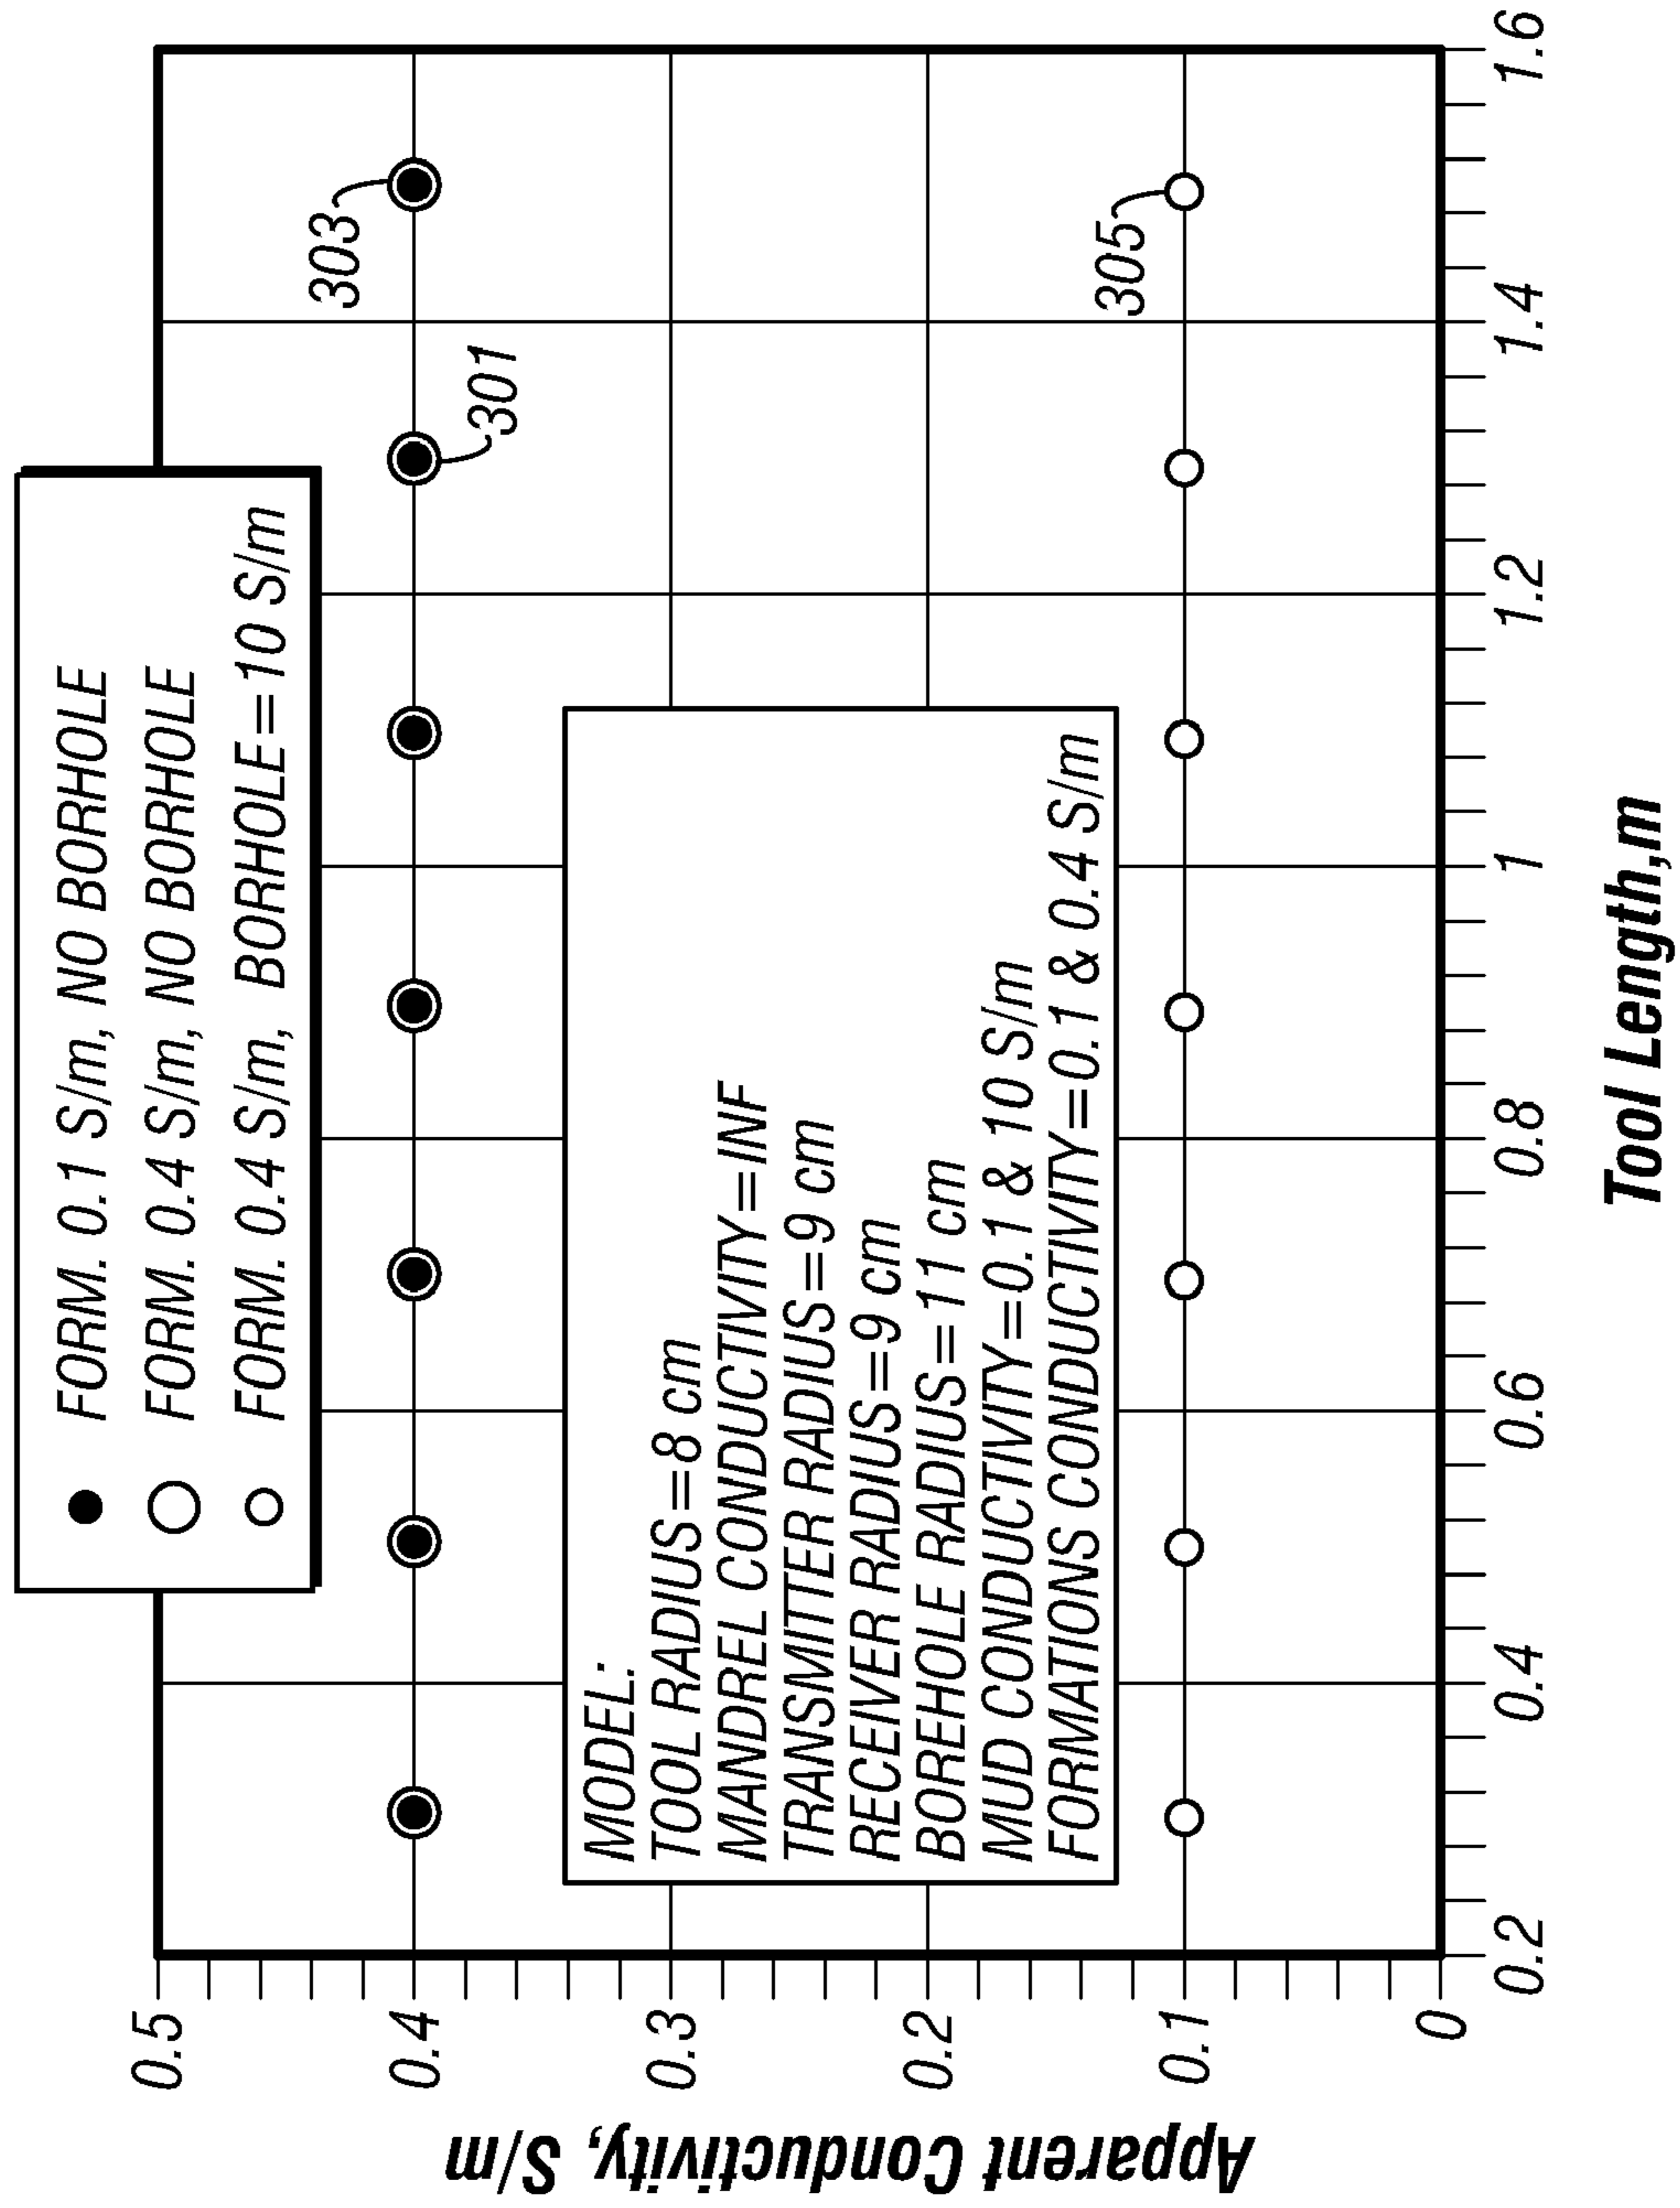 FORM. 0.1 S/m, NO BORHOLE
FORM. 0.4 S/m, NO BORHOLE
FORM. 0.4 S/m, BORHOLE=10 S/m
303
301
305
MODEL:
TOOL RADIUS=8 cm
MANDREL CONDUCTIVITY=INF
TRANSMITTER RADIUS=9 cm
RECEIVER RADIUS=9 cm
BOREHOLE RADIUS=11 cm
MUD CONDUCTIVITY=0.1 & 10 S/m
FORMATIONS CONDUCTIVITY=0.1 & 0.4 S/m
Apparent Conductivity, S/m
0.5
0.4
0.3
0.2
0.1
0
0.2
0.4
0.6
0.8
1
1.2
1.4
1.6
Tool Length,m